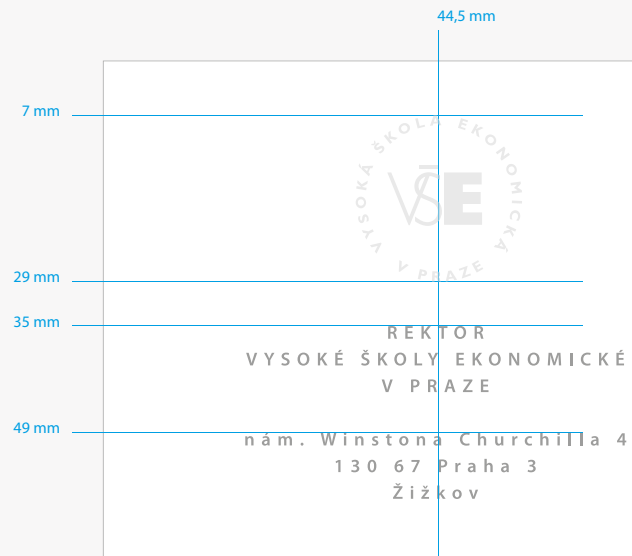 44,5 mm
7 mm
VYSOKÁ ŠKOLA EKONOMICKÁ
VŠE
V PRAZE
29 mm
35 mm
REKTOR
VYSOKÉ ŠKOLY EKONOMICKÉ
V PRAZE
49 mm
nám. Winstona Churchilla 4
130 67 Praha 3
Žižkov